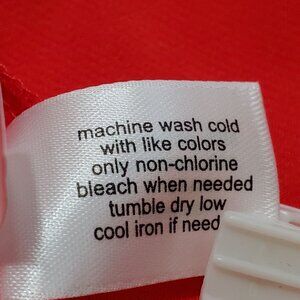 machine wash cold
with like colors
only non-chlorine
bleach when needed
tumble dry low
cool iron if need